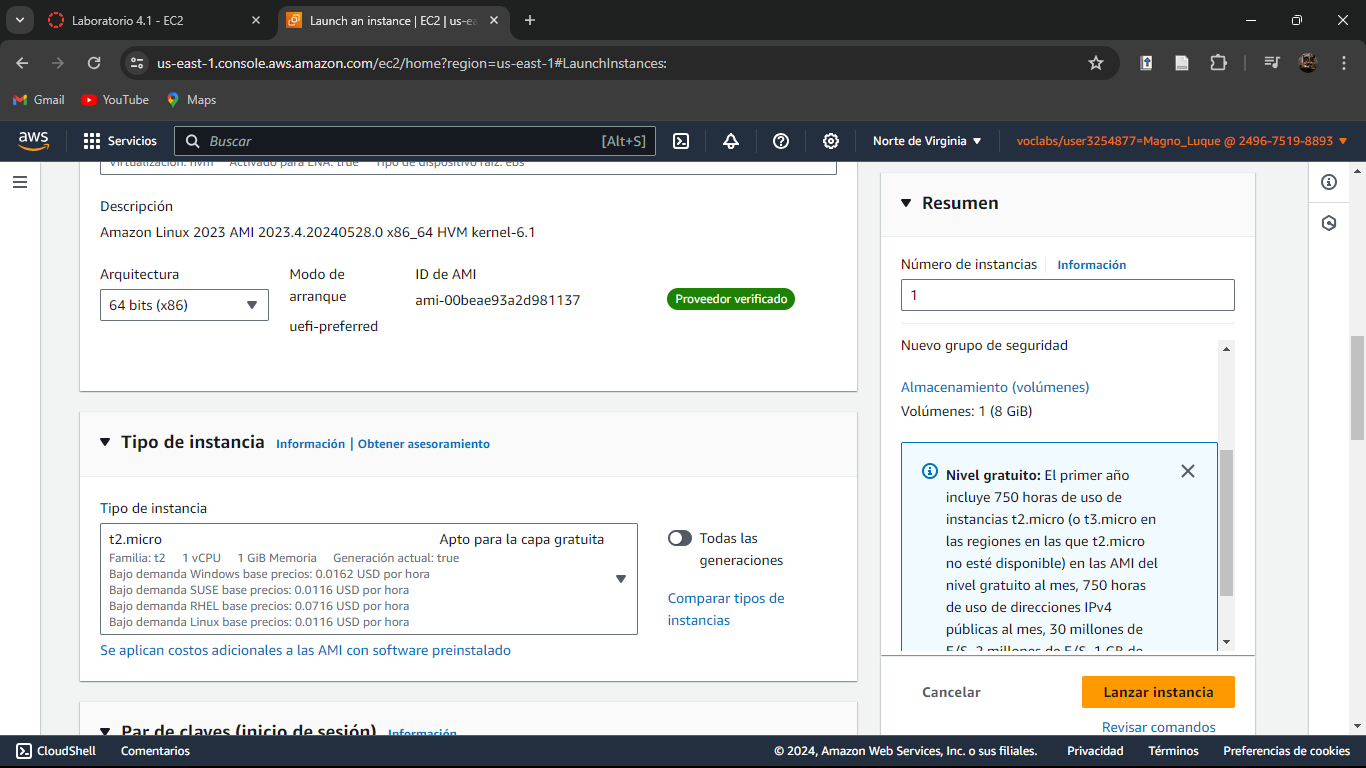 Laboratorio 4.1 - EC2
Launch an instance | EC2 | us-ea
us-east-1.console.aws.amazon.com/ec2/home?region=us-east-1#LaunchInstances:
Gmail
YouTube
Maps
aws
Servicios
Buscar
[Alt+S]
Norte de Virginia
voclabs/user3254877=Magno_Luque @ 2496-7519-8893
Virtualización: hvm Activado para ENA: true Tipo de dispositivo raíz: ebs
Descripción
Amazon Linux 2023 AMI 2023.4.20240528.0 x86_64 HVM kernel-6.1
Arquitectura
64 bits (x86)
Modo de
arranque
uefi-preferred
ID de AMI
ami-00beae93a2d981137
Proveedor verificado
Tipo de instancia
Información | Obtener asesoramiento
Tipo de instancia
t2.micro
Apto para la capa gratuita
Familia: t2 1 vCPU 1 GiB Memoria Generación actual: true
Bajo demanda Windows base precios: 0.0162 USD por hora
Bajo demanda SUSE base precios: 0.0116 USD por hora
Bajo demanda RHEL base precios: 0.0716 USD por hora
Bajo demanda Linux base precios: 0.0116 USD por hora
Todas las
generaciones
Comparar tipos de
instancias
Se aplican costos adicionales a las AMI con software preinstalado
Par de claves (inicio de sesión)
Información
Resumen
Número de instancias
Información
1
Nuevo grupo de seguridad
Almacenamiento (volúmenes)
Volúmenes: 1 (8 GiB)
Nivel gratuito: El primer año
incluye 750 horas de uso de
instancias t2.micro (o t3.micro en
las regiones en las que t2.micro
no esté disponible) en las AMI del
nivel gratuito al mes, 750 horas
de uso de direcciones IPv4
públicas al mes, 30 millones de
E/S, 2 millones de E/S, 1 GB de
Cancelar
Lanzar instancia
Revisar comandos
CloudShell
Comentarios
© 2024, Amazon Web Services, Inc. o sus filiales.
Privacidad
Términos
Preferencias de cookies